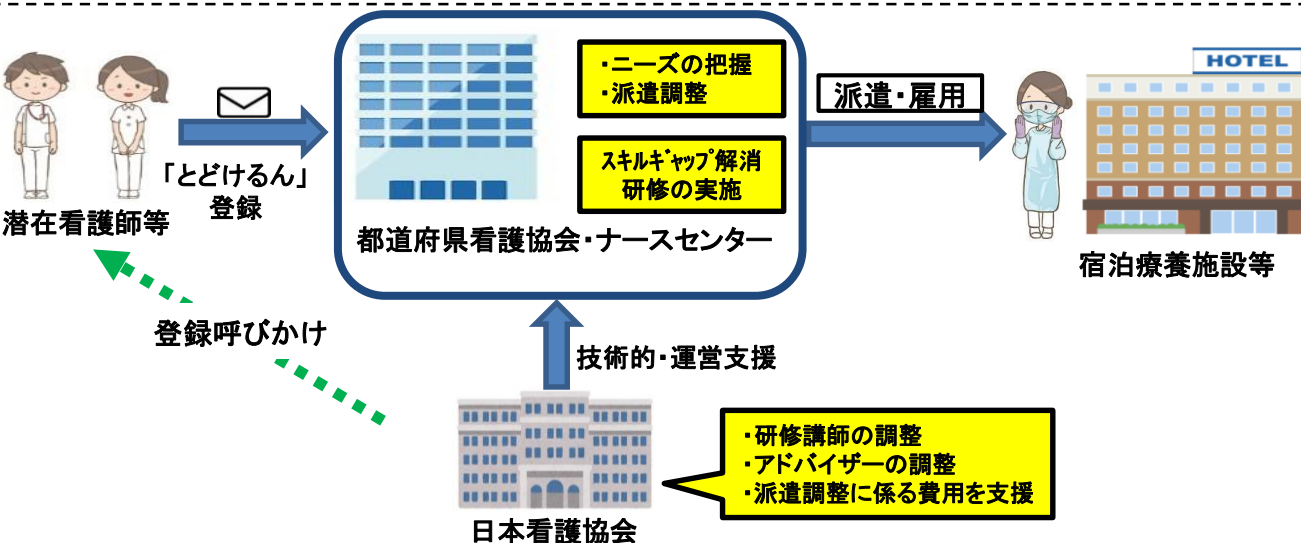 「とどけるん」
登録
潜在看護師等
・ニーズの把握
・派遣調整
スキルギャップ解消
研修の実施
都道府県看護協会・ナースセンター
派遣・雇用
HOTEL
宿泊療養施設等
登録呼びかけ
技術的・運営支援
・研修講師の調整
・アドバイザーの調整
・派遣調整に係る費用を支援
日本看護協会